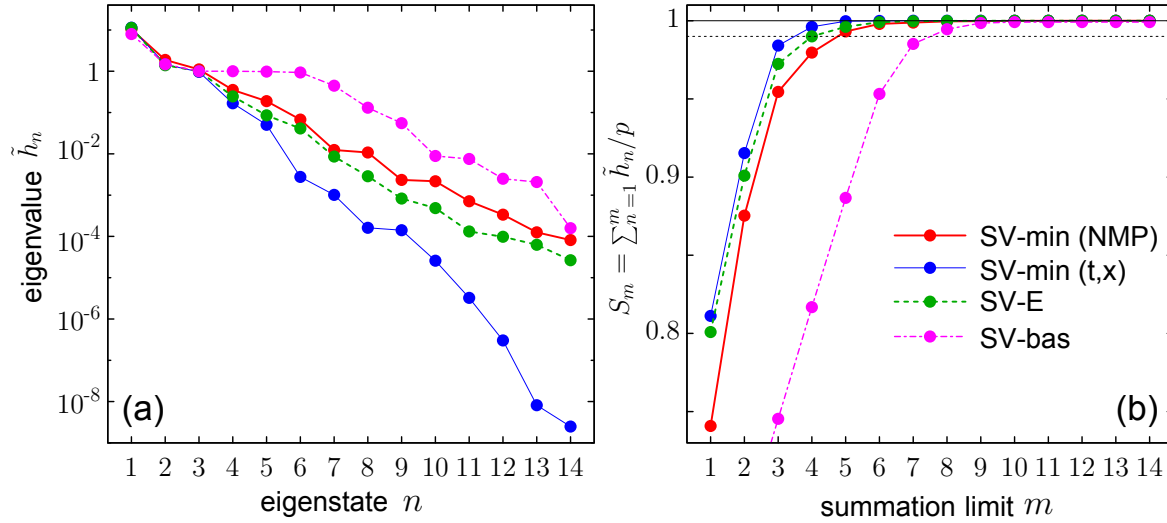 eigenvalue h̃ₙ
1
10⁻²
10⁻⁴
10⁻⁶
10⁻⁸
(a)
1 2 3 4 5 6 7 8 9 10 11 12 13 14
eigenstate n
Sₘ = ∑ᵐₙ₌₁ h̃ₙ/p
1
0.9
0.8
SV-min (NMP)
SV-min (t,x)
SV-E
SV-bas
(b)
1 2 3 4 5 6 7 8 9 10 11 12 13 14
summation limit m